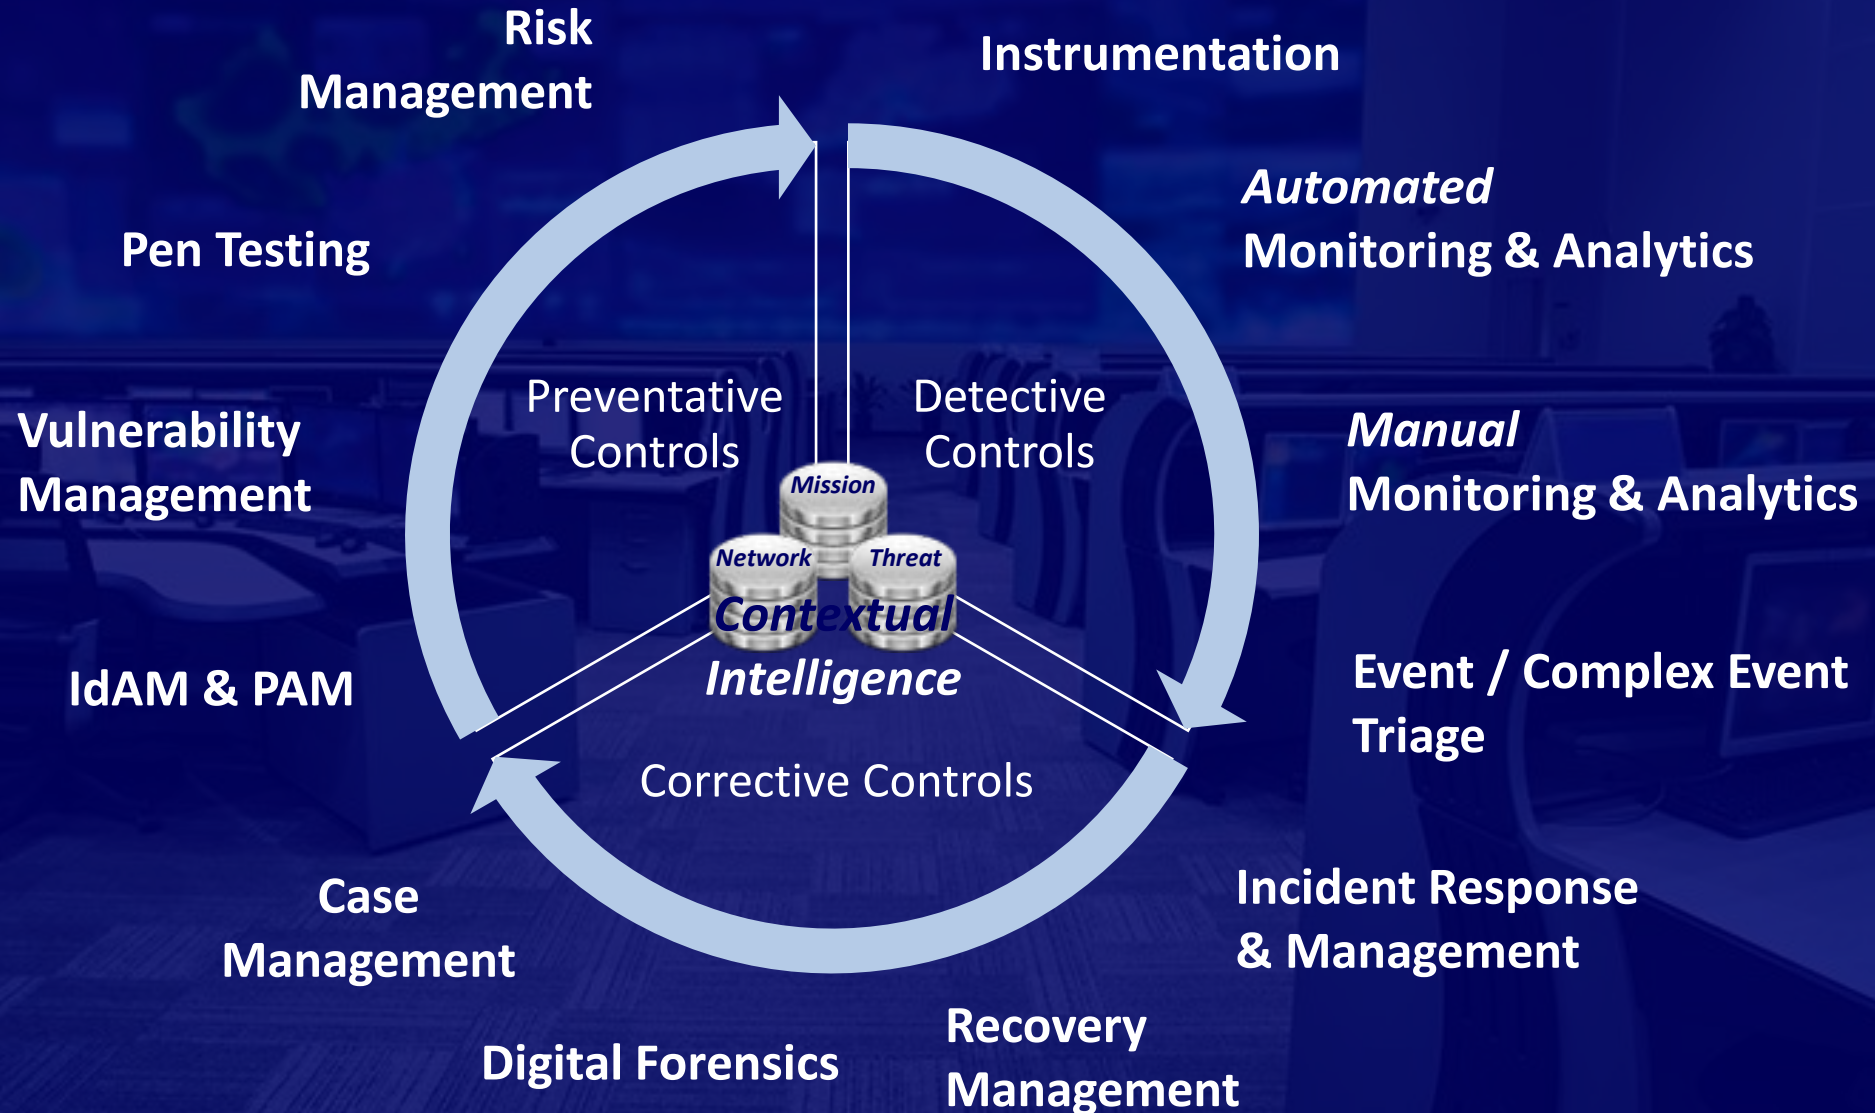 Risk
Management
Instrumentation
Automated
Monitoring & Analytics
Pen Testing
Preventative
Controls
Detective
Controls
Vulnerability
Management
Manual
Monitoring & Analytics
Mission
Network
Threat
Contextual
Intelligence
IdAM & PAM
Event / Complex Event
Triage
Corrective Controls
Case
Management
Incident Response
& Management
Digital Forensics
Recovery
Management